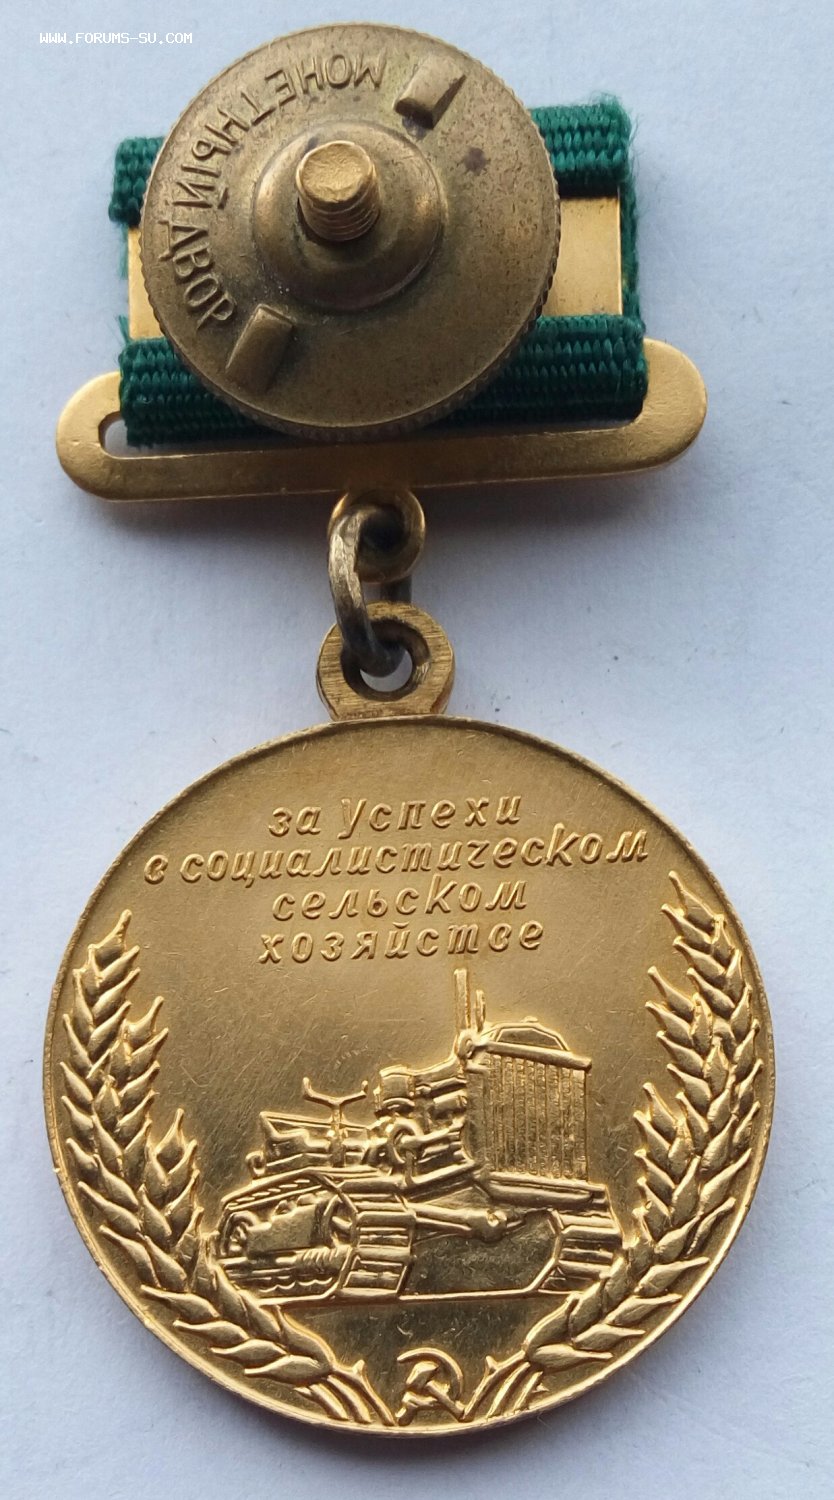 WWW.FORUMS-SU.COM
МОНЕТНЫЙ ДВОР
за успехи
в социалистическом
сельском
хозяйстве